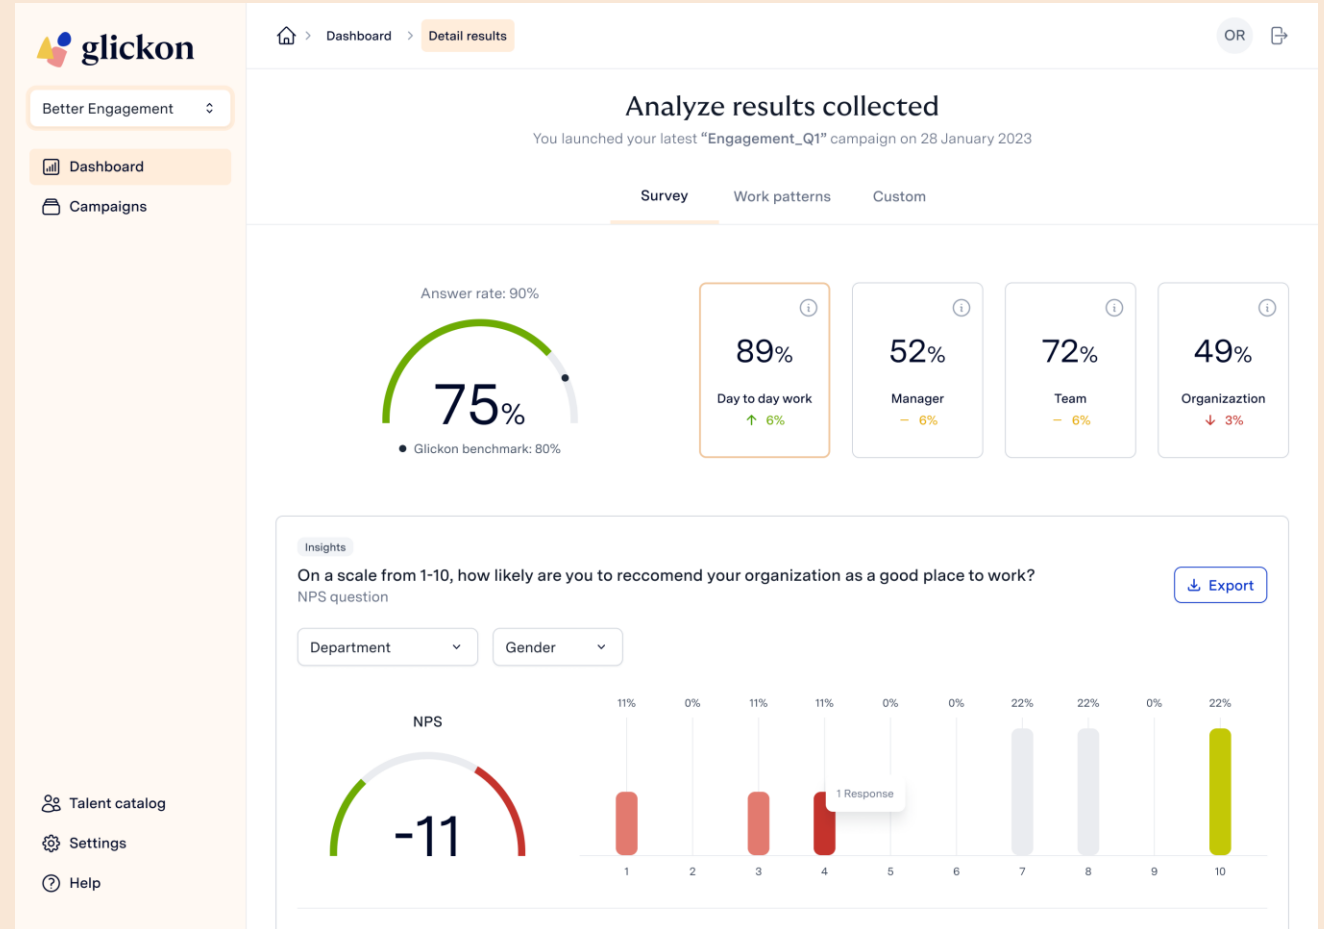 glickon
Better Engagement
Dashboard
Campaigns
Talent catalog
Settings
Help
Dashboard
Detail results
OR
Analyze results collected
You launched your latest “Engagement_Q1” campaign on 28 January 2023
Survey
Work patterns
Custom
Answer rate: 90%
75%
Glickon benchmark: 80%
89%
Day to day work
↑ 6%
52%
Manager
– 6%
72%
Team
– 6%
49%
Organizaztion
↓ 3%
Insights
On a scale from 1-10, how likely are you to reccomend your organization as a good place to work?
NPS question
Export
Department
Gender
NPS
-11
11% 0% 11% 11% 0% 0% 22% 22% 0% 22%
1 Response
1 2 3 4 5 6 7 8 9 10